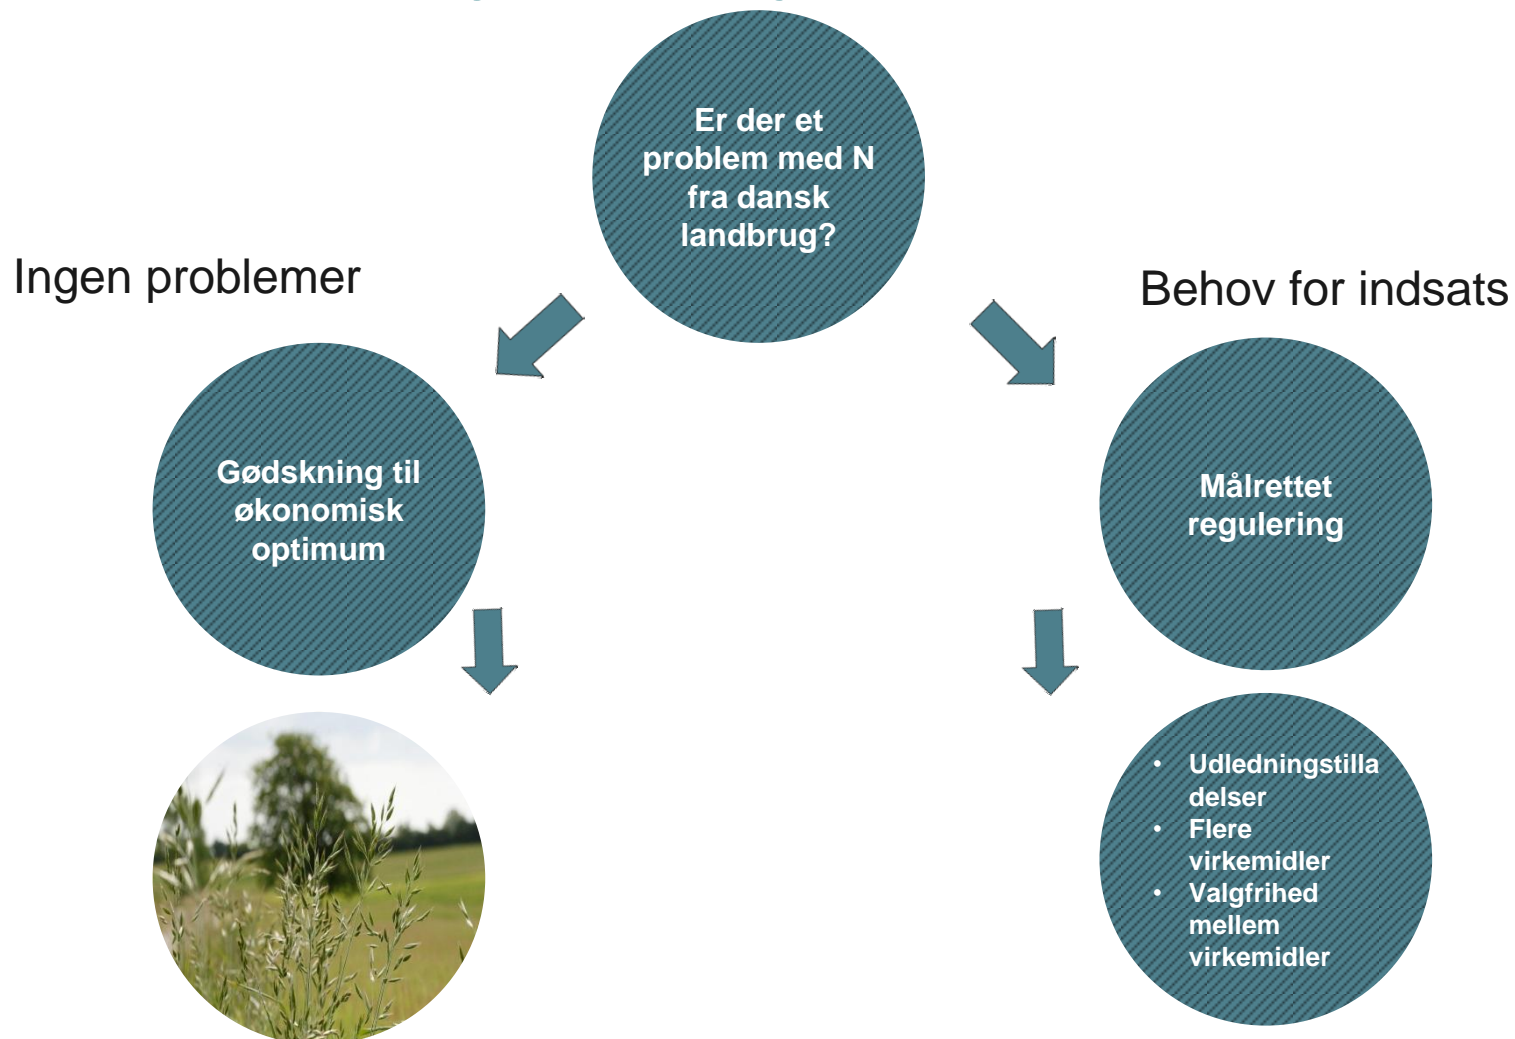 Er der et
problem med N
fra dansk
landbrug?
Ingen problemer
Behov for indsats
Gødskning til
økonomisk
optimum
Målrettet
regulering
• Udledningstilla
delser
• Flere
virkemidler
• Valgfrihed
mellem
virkemidler